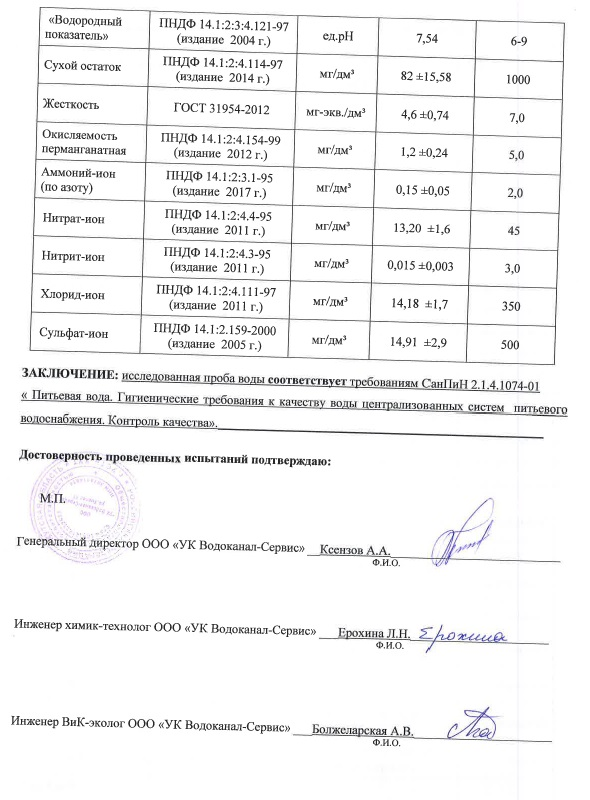 «Водородный показатель» ПНДФ 14.1:2:3:4.121-97 (издание 2004 г.) ед.pH 7,54 6-9
Сухой остаток ПНДФ 14.1:2:4.114-97 (издание 2014 г.) мг/дм³ 82 ±15,58 1000
Жесткость ГОСТ 31954-2012 мг-экв./дм³ 4,6 ±0,74 7,0
Окисляемость перманганатная ПНДФ 14.1:2:4.154-99 (издание 2012 г.) мг/дм³ 1,2 ±0,24 5,0
Аммоний-ион (по азоту) ПНДФ 14.1:2:3.1-95 (издание 2017 г.) мг/дм³ 0,15 ±0,05 2,0
Нитрат-ион ПНДФ 14.1:2:4.4-95 (издание 2011 г.) мг/дм³ 13,20 ±1,6 45
Нитрит-ион ПНДФ 14.1:2:4.3-95 (издание 2011 г.) мг/дм³ 0,015 ±0,003 3,0
Хлорид-ион ПНДФ 14.1:2:4.111-97 (издание 2011 г.) мг/дм³ 14,18 ±1,7 350
Сульфат-ион ПНДФ 14.1:2.159-2000 (издание 2005 г.) мг/дм³ 14,91 ±2,9 500
ЗАКЛЮЧЕНИЕ: исследованная проба воды соответствует требованиям СанПиН 2.1.4.1074-01
« Питьевая вода. Гигиенические требования к качеству воды централизованных систем питьевого
водоснабжения. Контроль качества».
Достоверность проведенных испытаний подтверждаю:
М.П.
Генеральный директор ООО «УК Водоканал-Сервис» Ксензов А.А.
Ф.И.О.
Инженер химик-технолог ООО «УК Водоканал-Сервис» Ерохина Л.Н. Ерохина
Ф.И.О.
Инженер ВиК-эколог ООО «УК Водоканал-Сервис» Болжеларская А.В.
Ф.И.О.